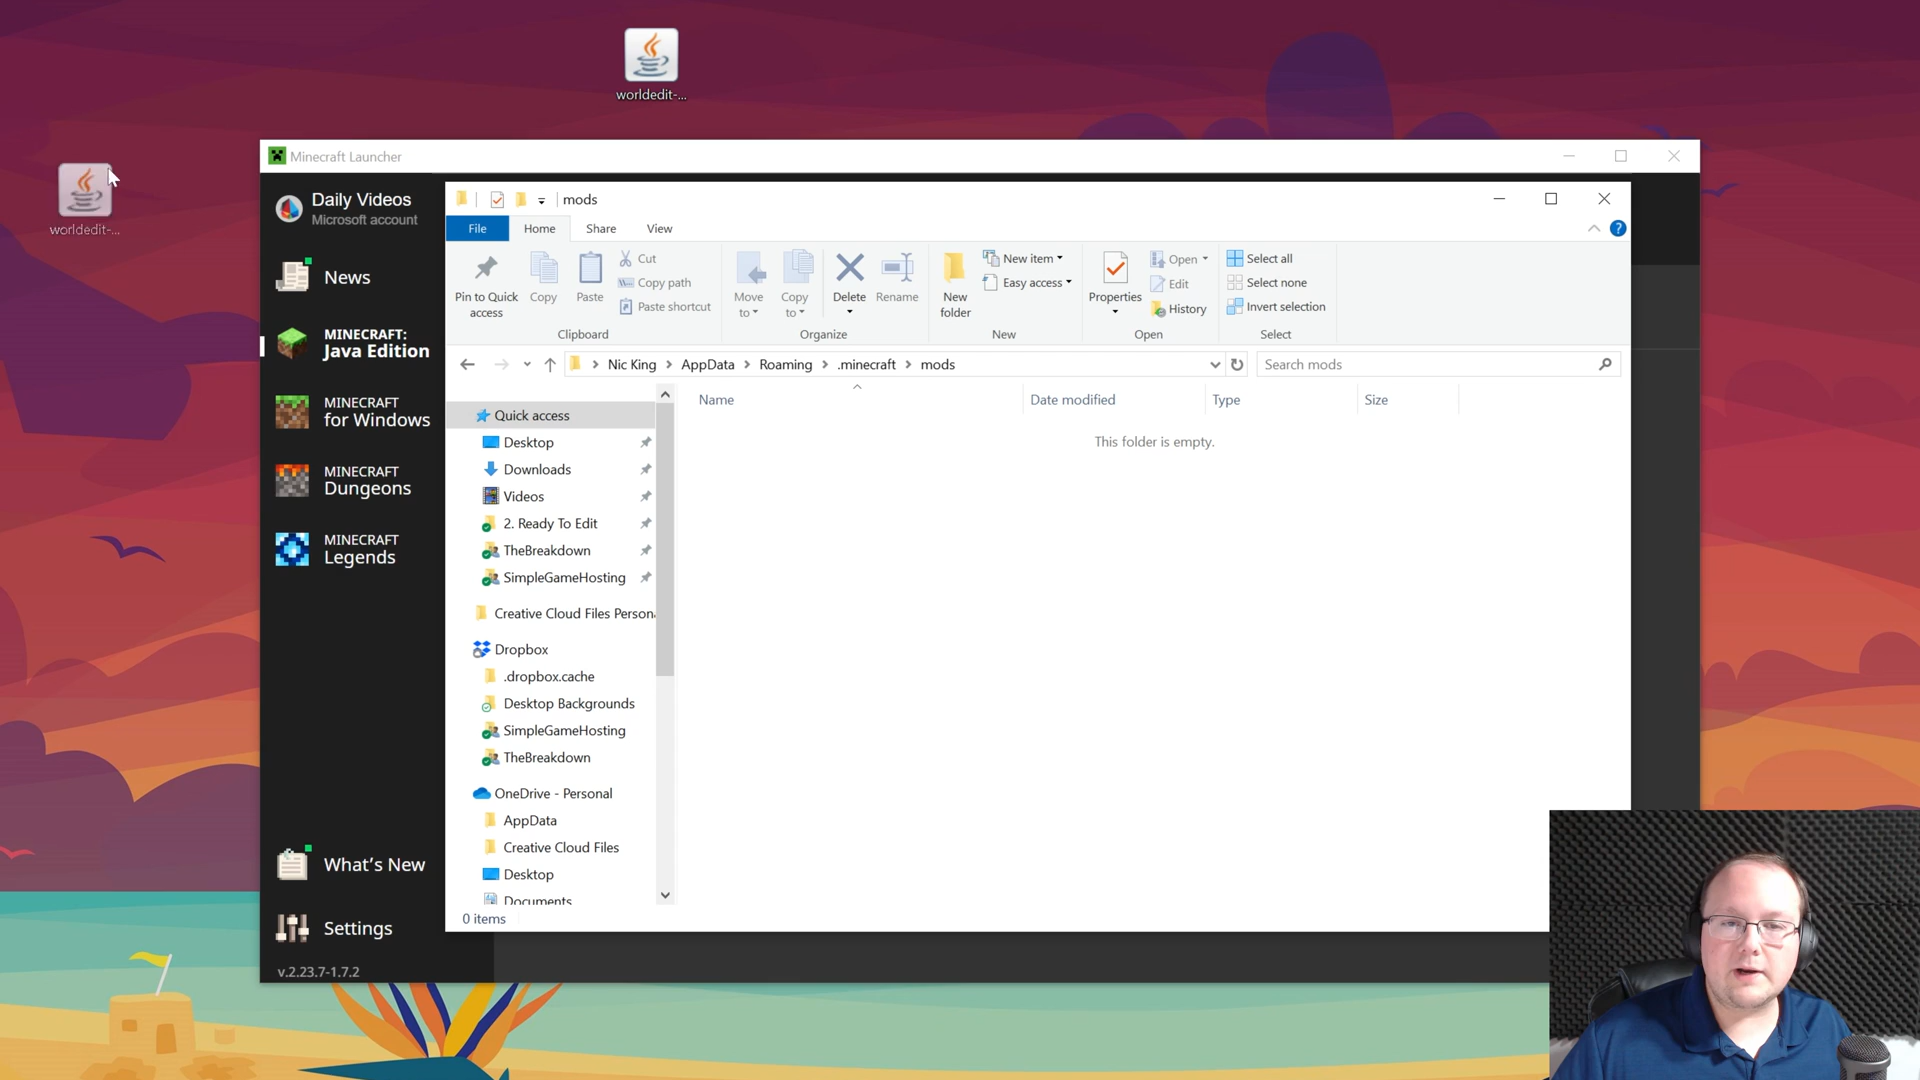 worldedit-...
worldedit-...
Minecraft Launcher
Daily Videos
Microsoft account
News
MINECRAFT:
Java Edition
MINECRAFT
for Windows
MINECRAFT
Dungeons
MINECRAFT
Legends
What's New
Settings
v.2.23.7-1.7.2
mods
File
Home
Share
View
Pin to Quick
access
Copy
Paste
Cut
Copy path
Paste shortcut
Clipboard
Move
to
Copy
to
Delete
Rename
Organize
New
folder
New item
Easy access
New
Properties
Open
Edit
History
Open
Select all
Select none
Invert selection
Select
Nic King
AppData
Roaming
.minecraft
mods
Search mods
Name
Date modified
Type
Size
This folder is empty.
Quick access
Desktop
Downloads
Videos
2. Ready To Edit
TheBreakdown
SimpleGameHosting
Creative Cloud Files Person
Dropbox
.dropbox.cache
Desktop Backgrounds
SimpleGameHosting
TheBreakdown
OneDrive - Personal
AppData
Creative Cloud Files
Desktop
Documents
0 items